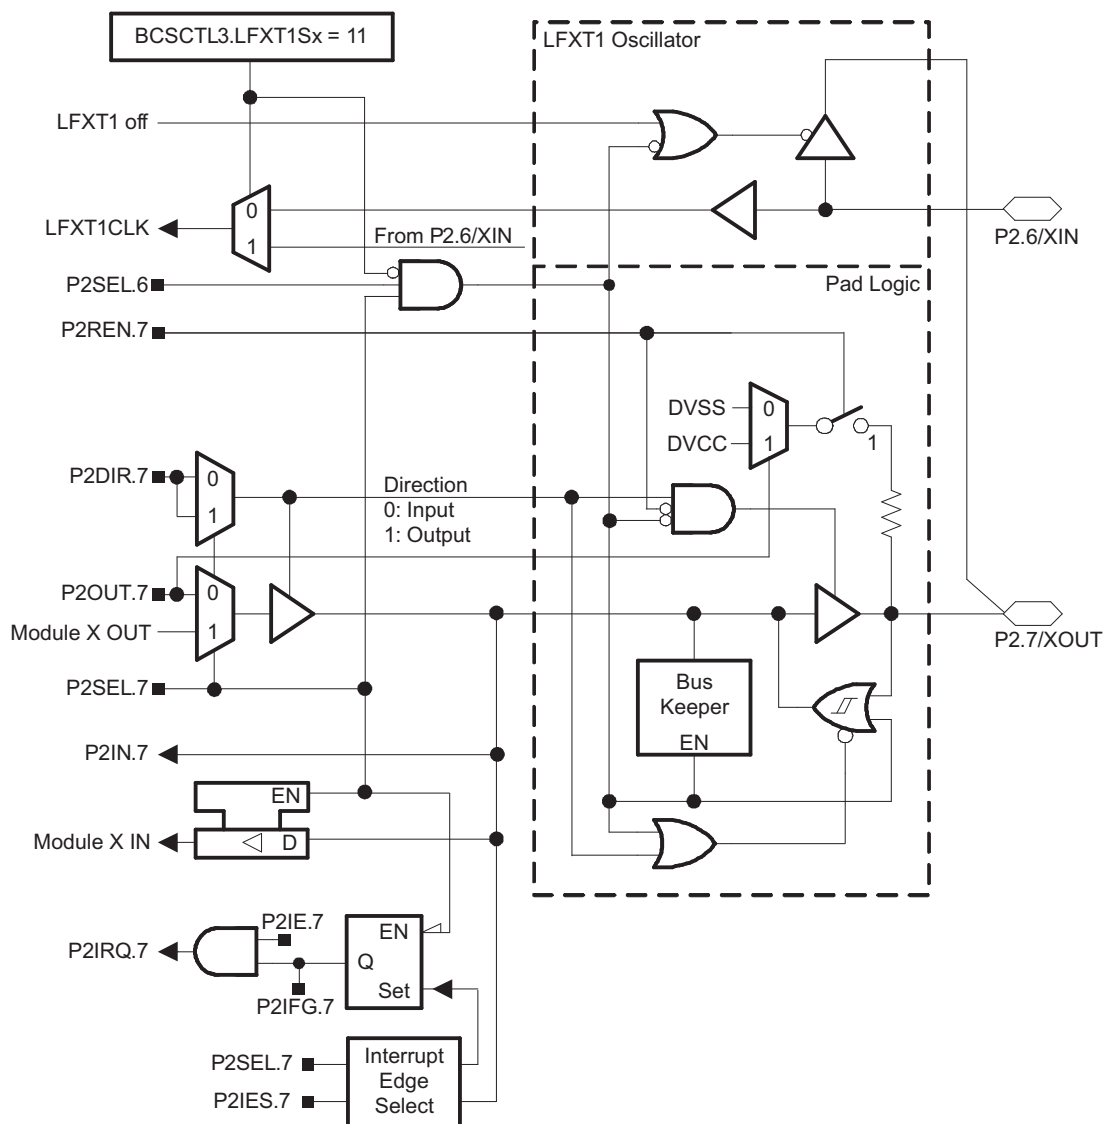 BCSCTL3.LFXT1Sx = 11
LFXT1 Oscillator
LFXT1 off
0
LFXT1CLK
1
From P2.6/XIN
P2.6/XIN
P2SEL.6
Pad Logic
P2REN.7
DVSS
0
DVCC
1
1
P2DIR.7
0
1
Direction
0: Input
1: Output
P2OUT.7
0
Module X OUT
1
P2.7/XOUT
P2SEL.7
Bus
Keeper
EN
P2IN.7
EN
Module X IN
D
P2IE.7
EN
P2IRQ.7
Q
Set
P2IFG.7
P2SEL.7
Interrupt
Edge
Select
P2IES.7